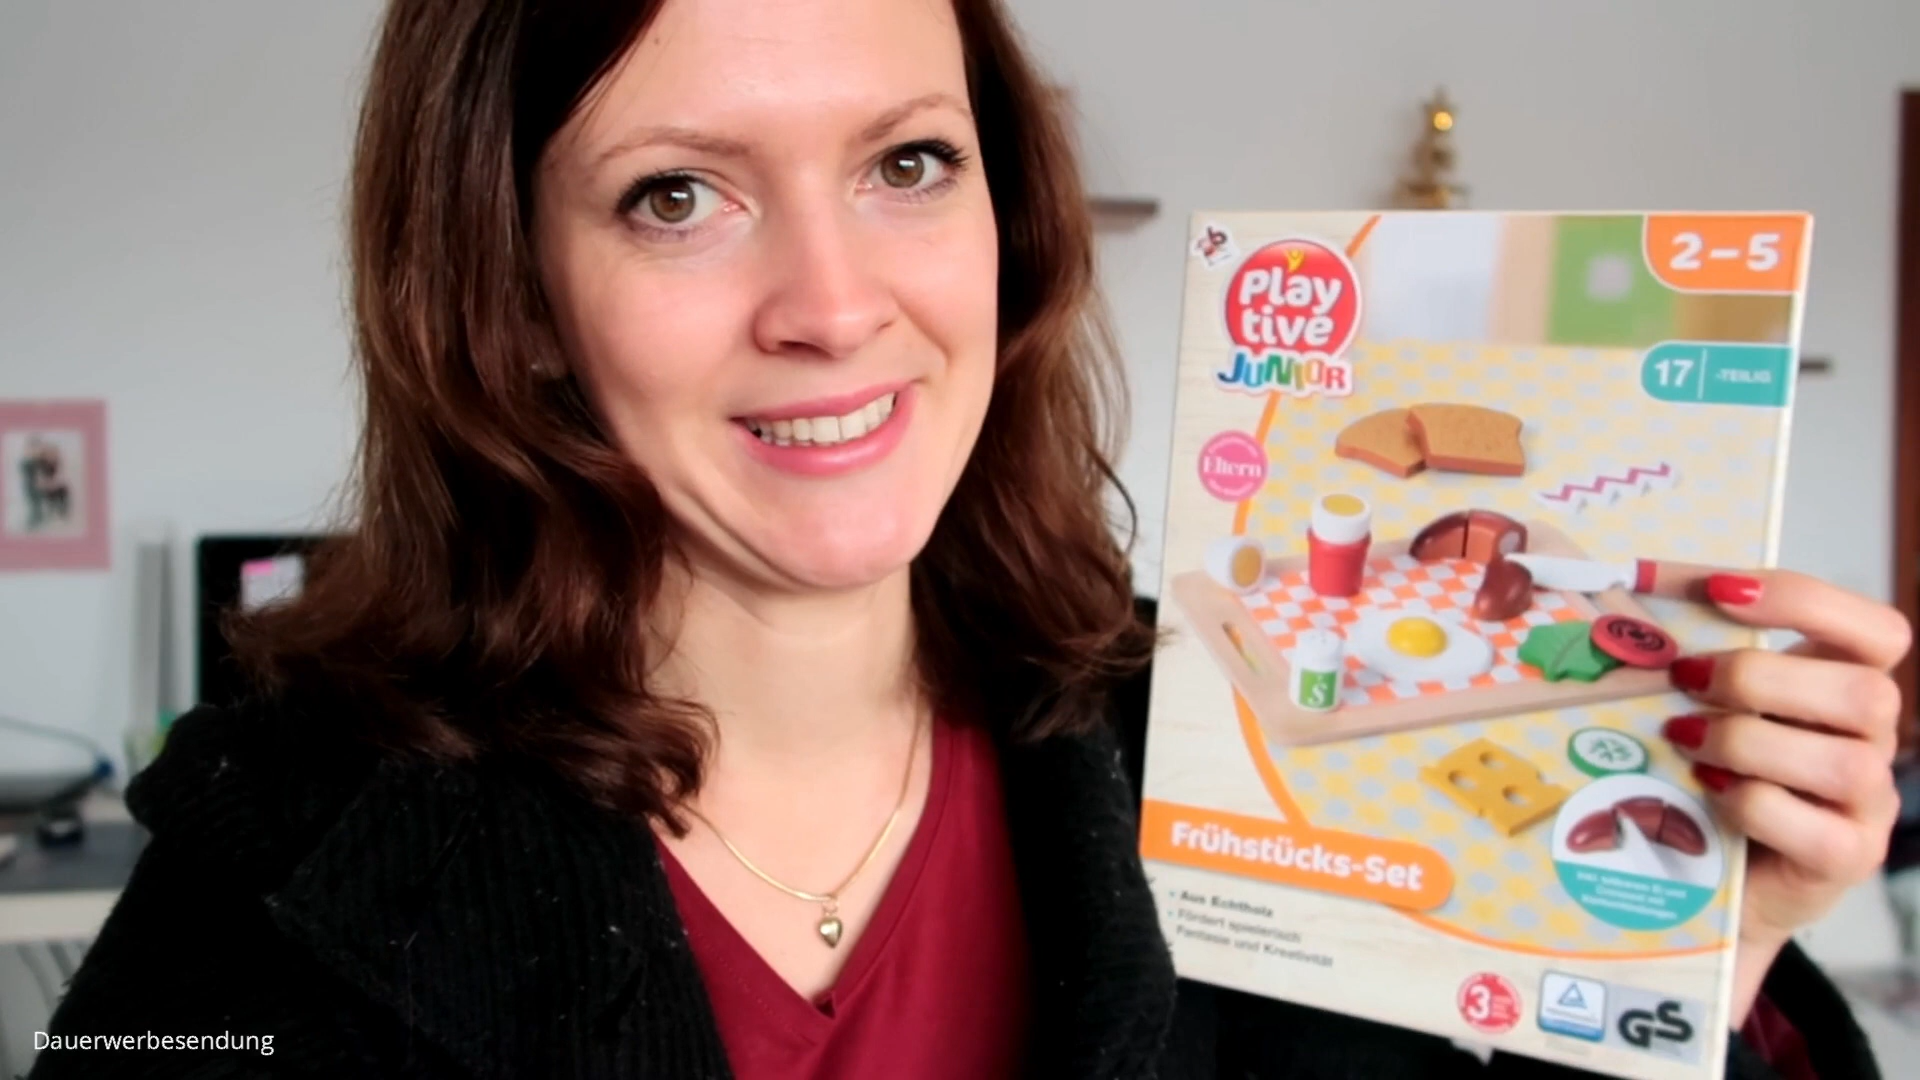 2-5
Play
tive
JUNIOR
17 -TEILIG
Eltern
S
Frühstücks-Set
• Aus Echtholz
• Fördert spielerisch
Fantasie und Kreativität
3
GS
Dauerwerbesendung